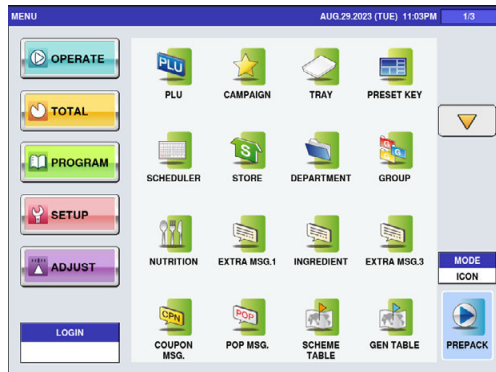 MENU
AUG.29.2023 (TUE) 11:03PM
1/3
OPERATE
TOTAL
PROGRAM
SETUP
ADJUST
LOGIN
PLU
PLU
CAMPAIGN
TRAY
PRESET KEY
SCHEDULER
S
STORE
DEPARTMENT
G
G
GROUP
NUTRITION
EXTRA MSG.1
INGREDIENT
EXTRA MSG.3
CPN
COUPON
MSG.
POP
POP MSG.
SCHEME
TABLE
GEN TABLE
MODE
ICON
PREPACK